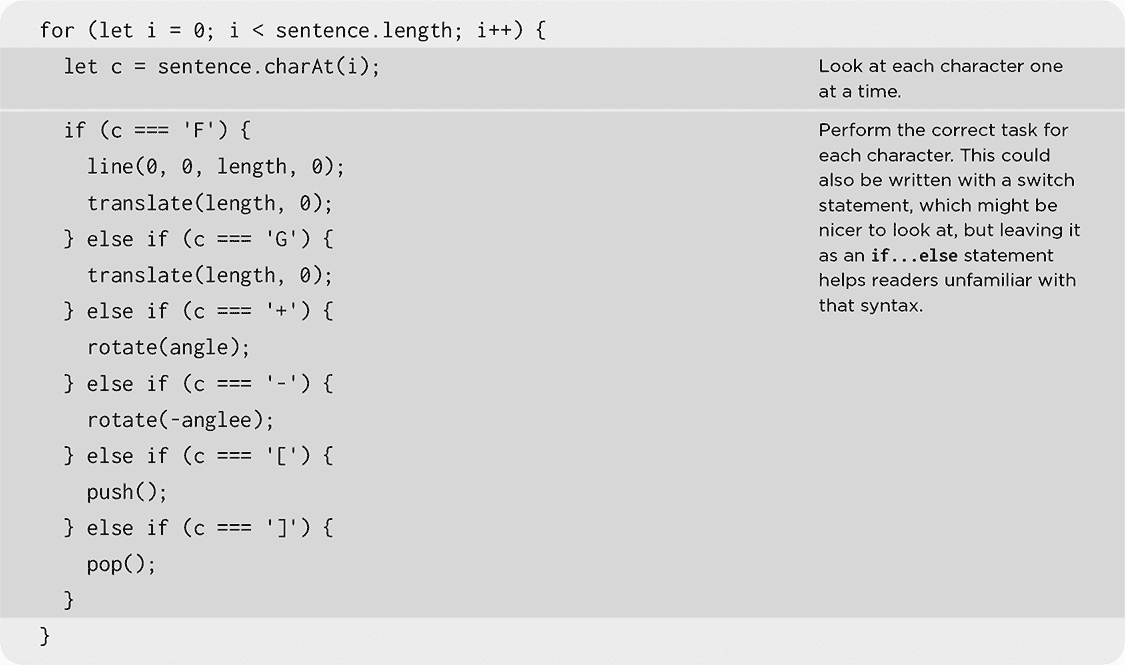 for (let i = 0; i < sentence.length; i++) {
let c = sentence.charAt(i);
Look at each character one
at a time.
if (c === 'F') {
line(0, 0, length, 0);
translate(length, 0);
} else if (c === 'G') {
translate(length, 0);
} else if (c === '+') {
rotate(angle);
} else if (c === '-') {
rotate(-anglee);
} else if (c === '[') {
push();
} else if (c === ']') {
pop();
}
Perform the correct task for
each character. This could
also be written with a switch
statement, which might be
nicer to look at, but leaving it
as an if...else statement
helps readers unfamiliar with
that syntax.
}